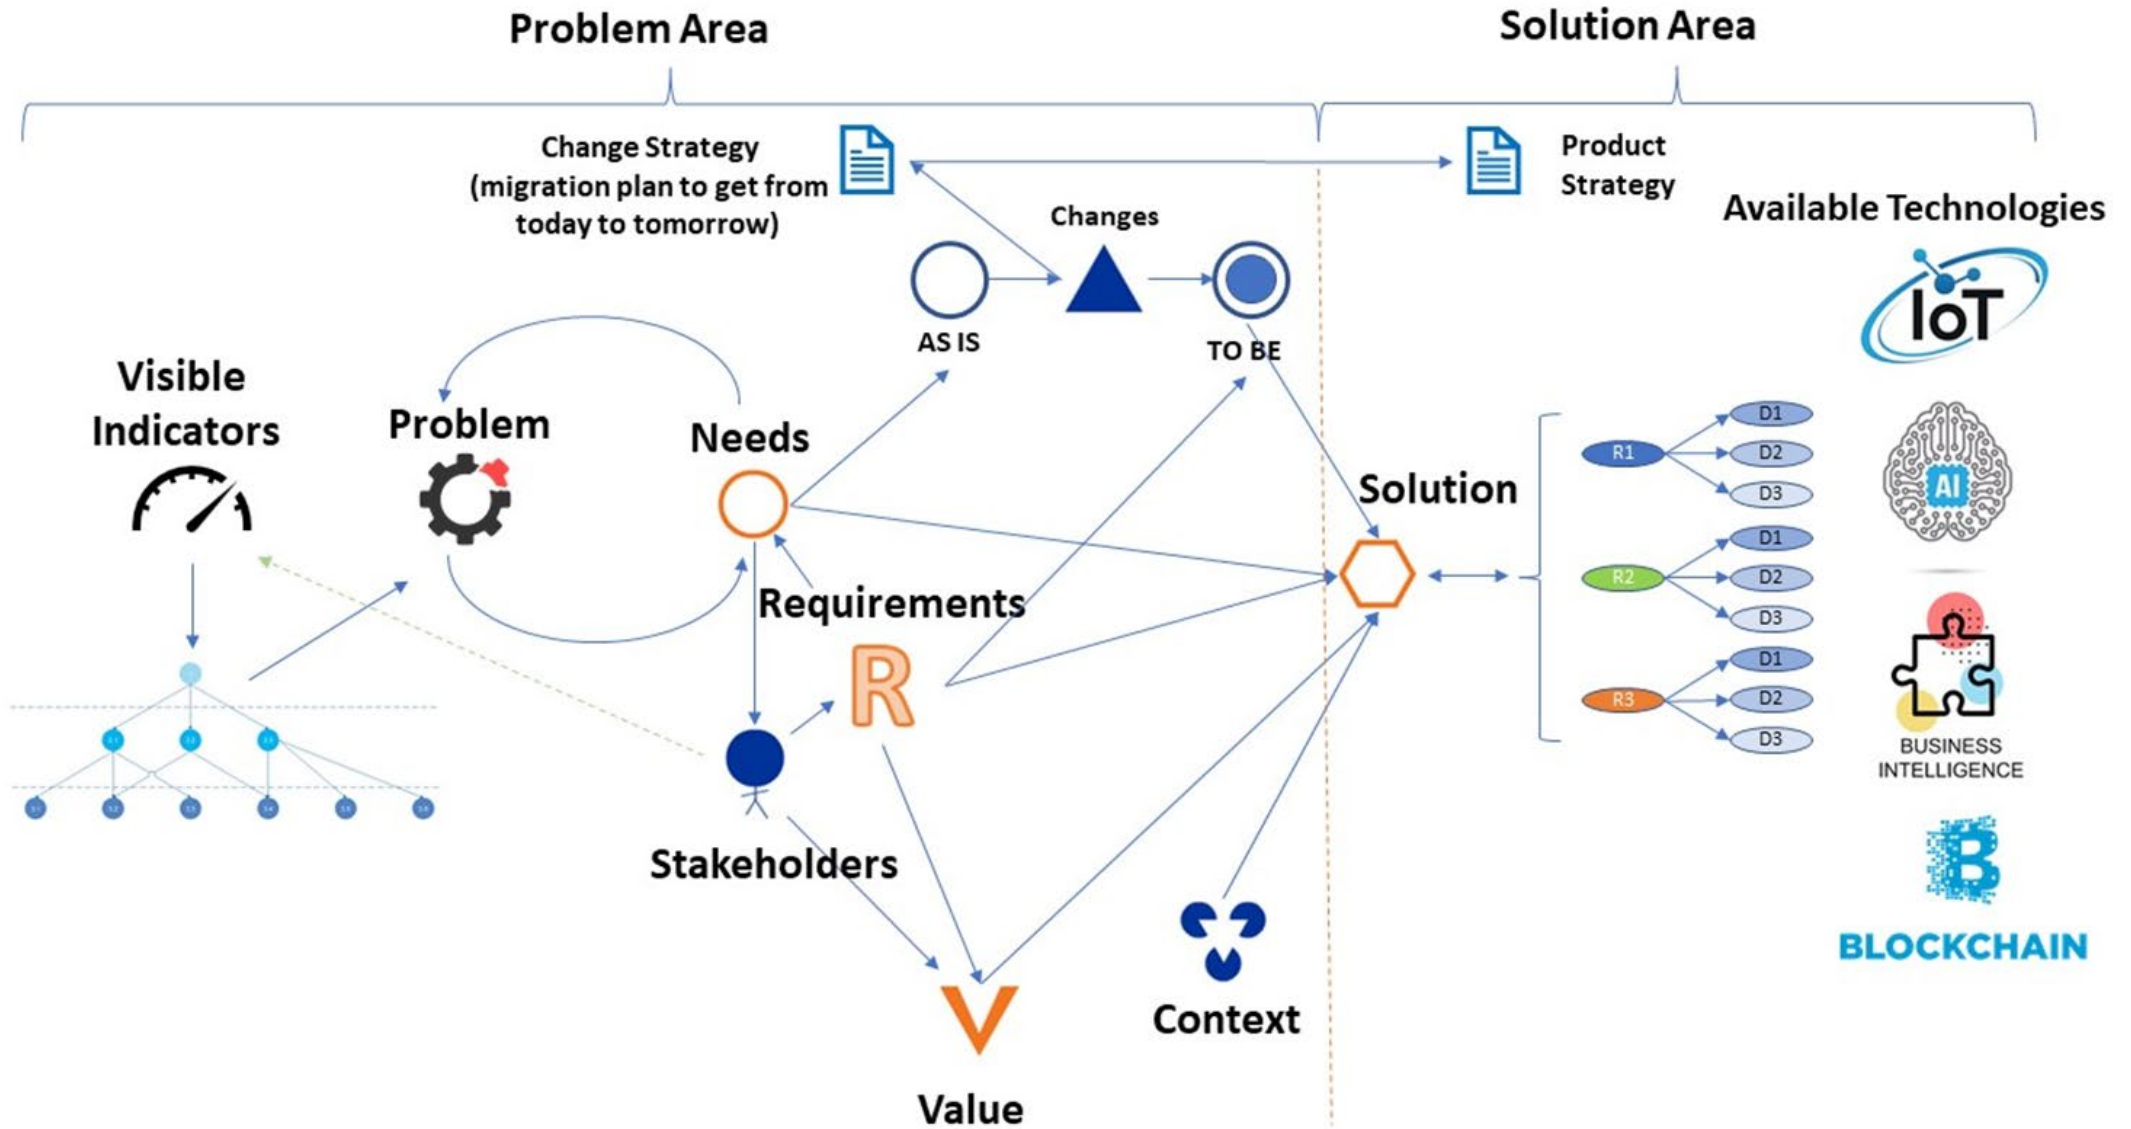 Problem Area
Solution Area
Change Strategy
(migration plan to get from
today to tomorrow)
Product
Strategy
Available Technologies
Changes
AS IS
TO BE
IoT
Visible
Indicators
Problem
Needs
Solution
Requirements
R
Stakeholders
V
Value
Context
R1
D1
D2
D3
R2
D1
D2
D3
R3
D1
D2
D3
AI
BUSINESS
INTELLIGENCE
B
BLOCKCHAIN